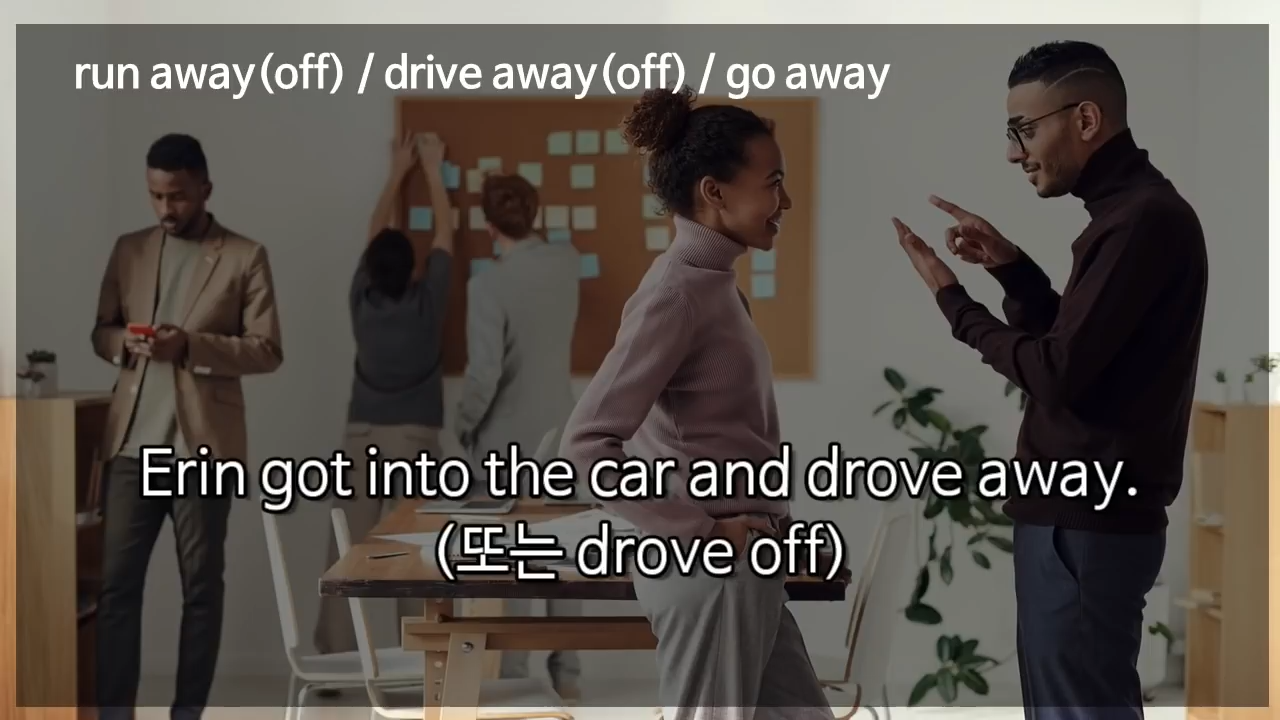 run away(off) / drive away(off) / go away
Erin got into the car and drove away.
(또는 drove off)